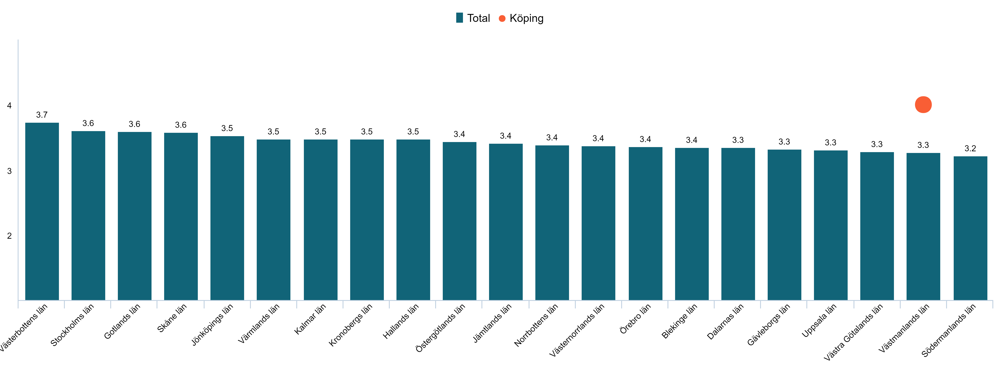 Total Köping
4
3
2
3.7 3.6 3.6 3.6 3.5 3.5 3.5 3.5 3.5 3.4 3.4 3.4 3.4 3.4 3.4 3.3 3.3 3.3 3.3 3.3 3.2
Västerbottens län
Stockholms län
Gotlands län
Skåne län
Jönköpings län
Värmlands län
Kalmar län
Kronobergs län
Hallands län
Östergötlands län
Jämtlands län
Norrbottens län
Västernorrlands län
Örebro län
Blekinge län
Dalarnas län
Gävleborgs län
Uppsala län
Västra Götalands län
Västmanlands län
Södermanlands län